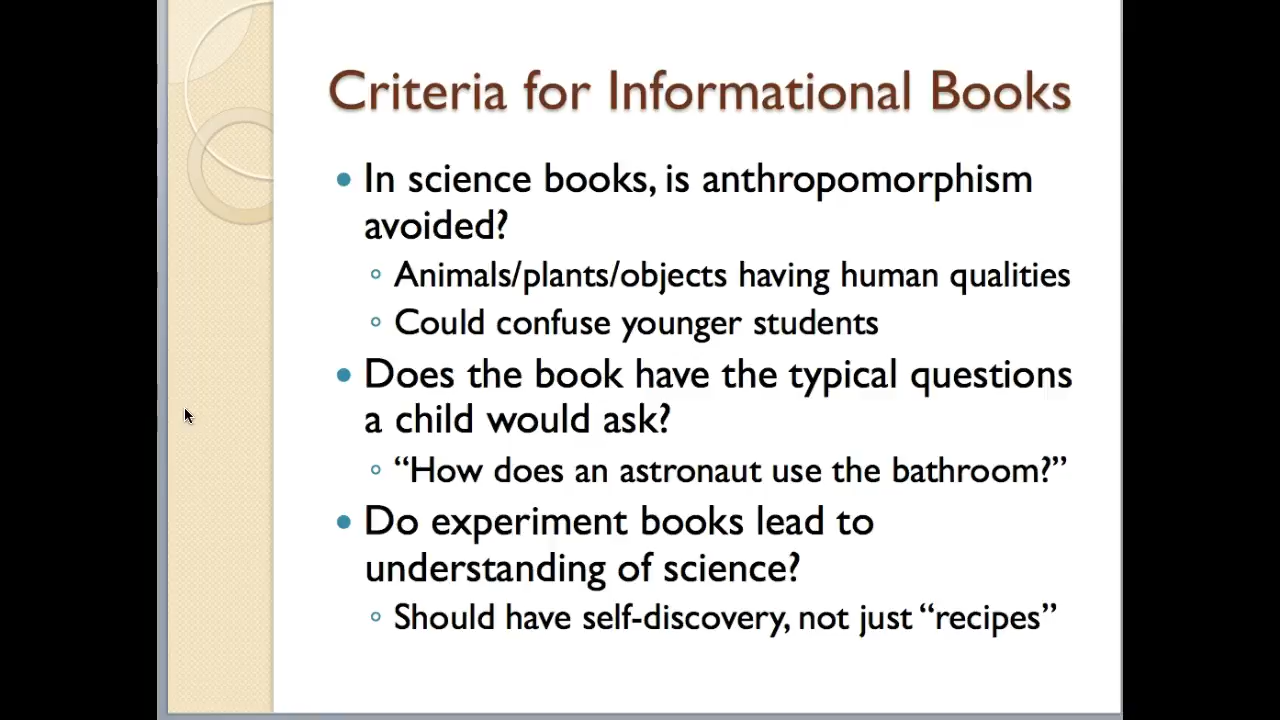 Criteria for Informational Books
• In science books, is anthropomorphism
avoided?
◦ Animals/plants/objects having human qualities
◦ Could confuse younger students
• Does the book have the typical questions
a child would ask?
◦ “How does an astronaut use the bathroom?”
• Do experiment books lead to
understanding of science?
◦ Should have self-discovery, not just “recipes”